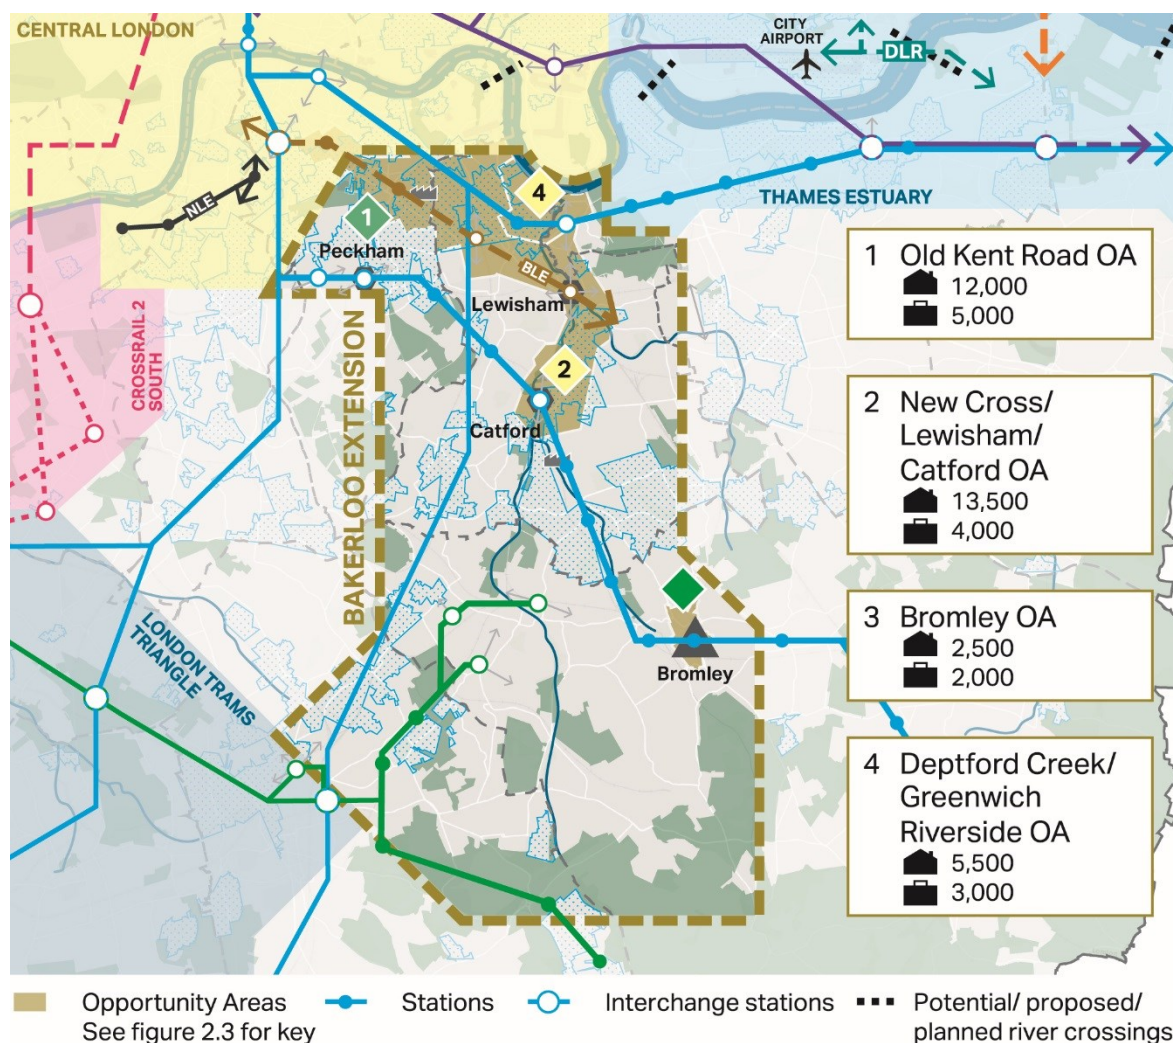 CENTRAL LONDON
CITY
AIRPORT
DLR
NLE
4
1
THAMES ESTUARY
Peckham
BLE
Lewisham
2
Catford
CROSSRAIL 2
SOUTH
BAKERLOO EXTENSION
LONDON TRAMS
TRIANGLE
Bromley
1 Old Kent Road OA
12,000
5,000
2 New Cross/
Lewisham/
Catford OA
13,500
4,000
3 Bromley OA
2,500
2,000
4 Deptford Creek/
Greenwich
Riverside OA
5,500
3,000
Opportunity Areas
See figure 2.3 for key
Stations
Interchange stations
Potential/ proposed/
planned river crossings